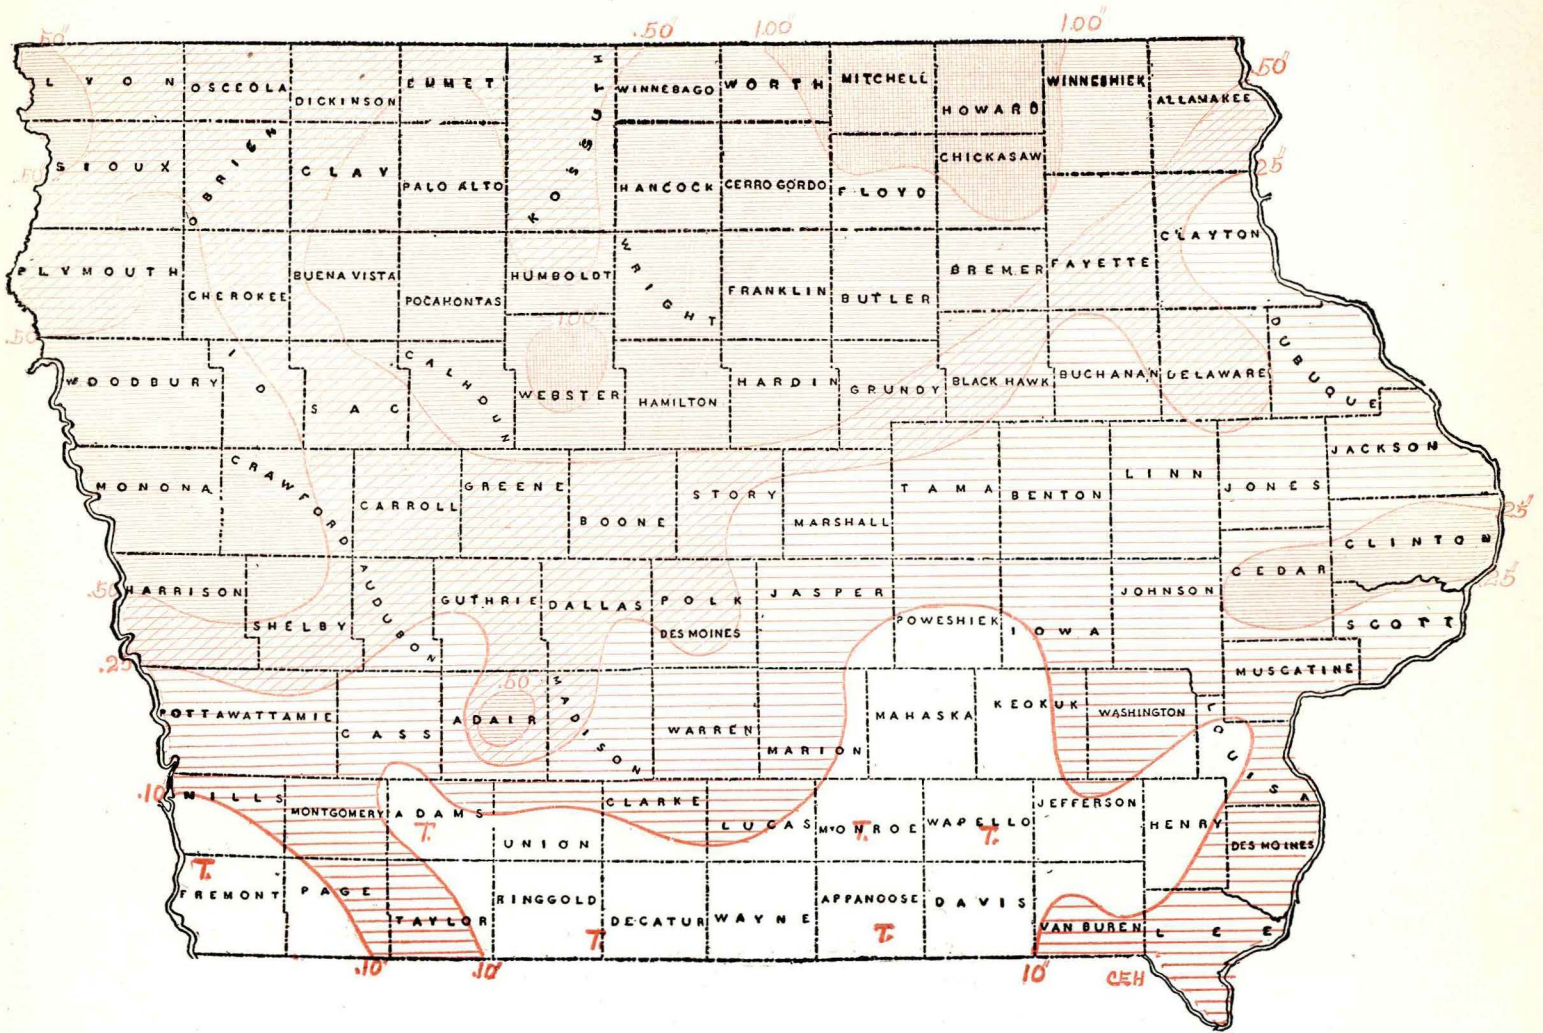 .50" .50" 1.00" 1.00"
.50"
LYON OSCEOLA DICKINSON EMMET KOSSUTH WINNEBAGO WORTH MITCHELL HOWARD WINNESHIEK ALLAMAKEE
SIOUX OBRIEN CLAY PALO ALTO HANCOCK CERRO GORDO FLOYD CHICKASAW
.25"
PLYMOUTH CHEROKEE BUENA VISTA POCAHONTAS HUMBOLDT WRIGHT FRANKLIN BUTLER BREMER FAYETTE CLAYTON
.50 1.00
WOODBURY IDA SAC CALHOUN WEBSTER HAMILTON HARDIN GRUNDY BLACK HAWK BUCHANAN DELAWARE DUBUQUE
MONONA CRAWFORD CARROLL GREENE BOONE STORY MARSHALL TAMA BENTON LINN JONES JACKSON
.25"
CLINTON
CEDAR
.25"
.50 HARRISON SHELBY AUDUBON GUTHRIE DALLAS POLK JASPER POWESHIEK IOWA JOHNSON SCOTT
DES MOINES
MUSCATINE
.25 .50
POTTAWATTAMIE CASS ADAIR MADISON WARREN MARION MAHASKA KEOKUK WASHINGTON LOUISA
.10 MILLS MONTGOMERY ADAMS UNION CLARKE LUCAS MONROE WAPELLO JEFFERSON HENRY DES MOINES
T. T. T.
T.
FREMONT PAGE TAYLOR RINGGOLD DECATUR WAYNE APPANOOSE DAVIS VAN BUREN LEE
T. T.
.10" .10" 10" CEH